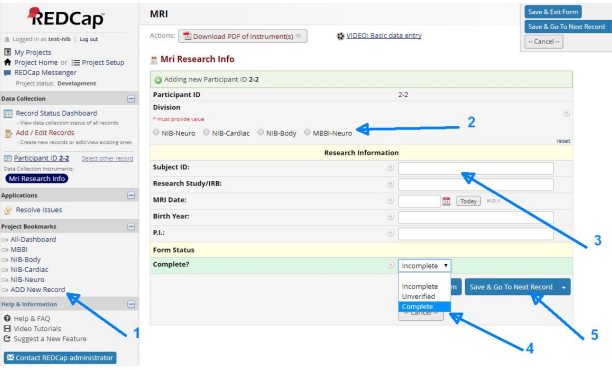 REDCap
Logged in as test-nib | Log out
My Projects
Project Home or Project Setup
REDCap Messenger
Project status: Development
Data Collection
Record Status Dashboard
- View data collection status of all records
Add / Edit Records
- Create new records or edit/view existing ones
Participant ID 2-2 Select other record
Data Collection Instruments:
Mri Research Info
Applications
Resolve Issues
Project Bookmarks
All-Dashboard
MBBI
NIB-Body
NIB-Cardiac
NIB-Neuro
ADD New Record
1
Help & Information
Help & FAQ
Video Tutorials
Suggest a New Feature
Contact REDCap administrator
MRI
Save & Exit Form
Save & Go To Next Record
-- Cancel --
Actions: Download PDF of instrument(s) VIDEO: Basic data entry
Mri Research Info
Adding new Participant ID 2-2
Participant ID 2-2
Division
* must provide value
NIB-Neuro NIB-Cardiac NIB-Body MBBI-Neuro
2
reset
Research Information
Subject ID:
Research Study/IRB:
MRI Date: Today M-D-Y
Birth Year:
P.I.:
3
Form Status
Complete? Incomplete
Incomplete
Unverified
Complete
Save & Go To Next Record
-- Cancel --
4
5